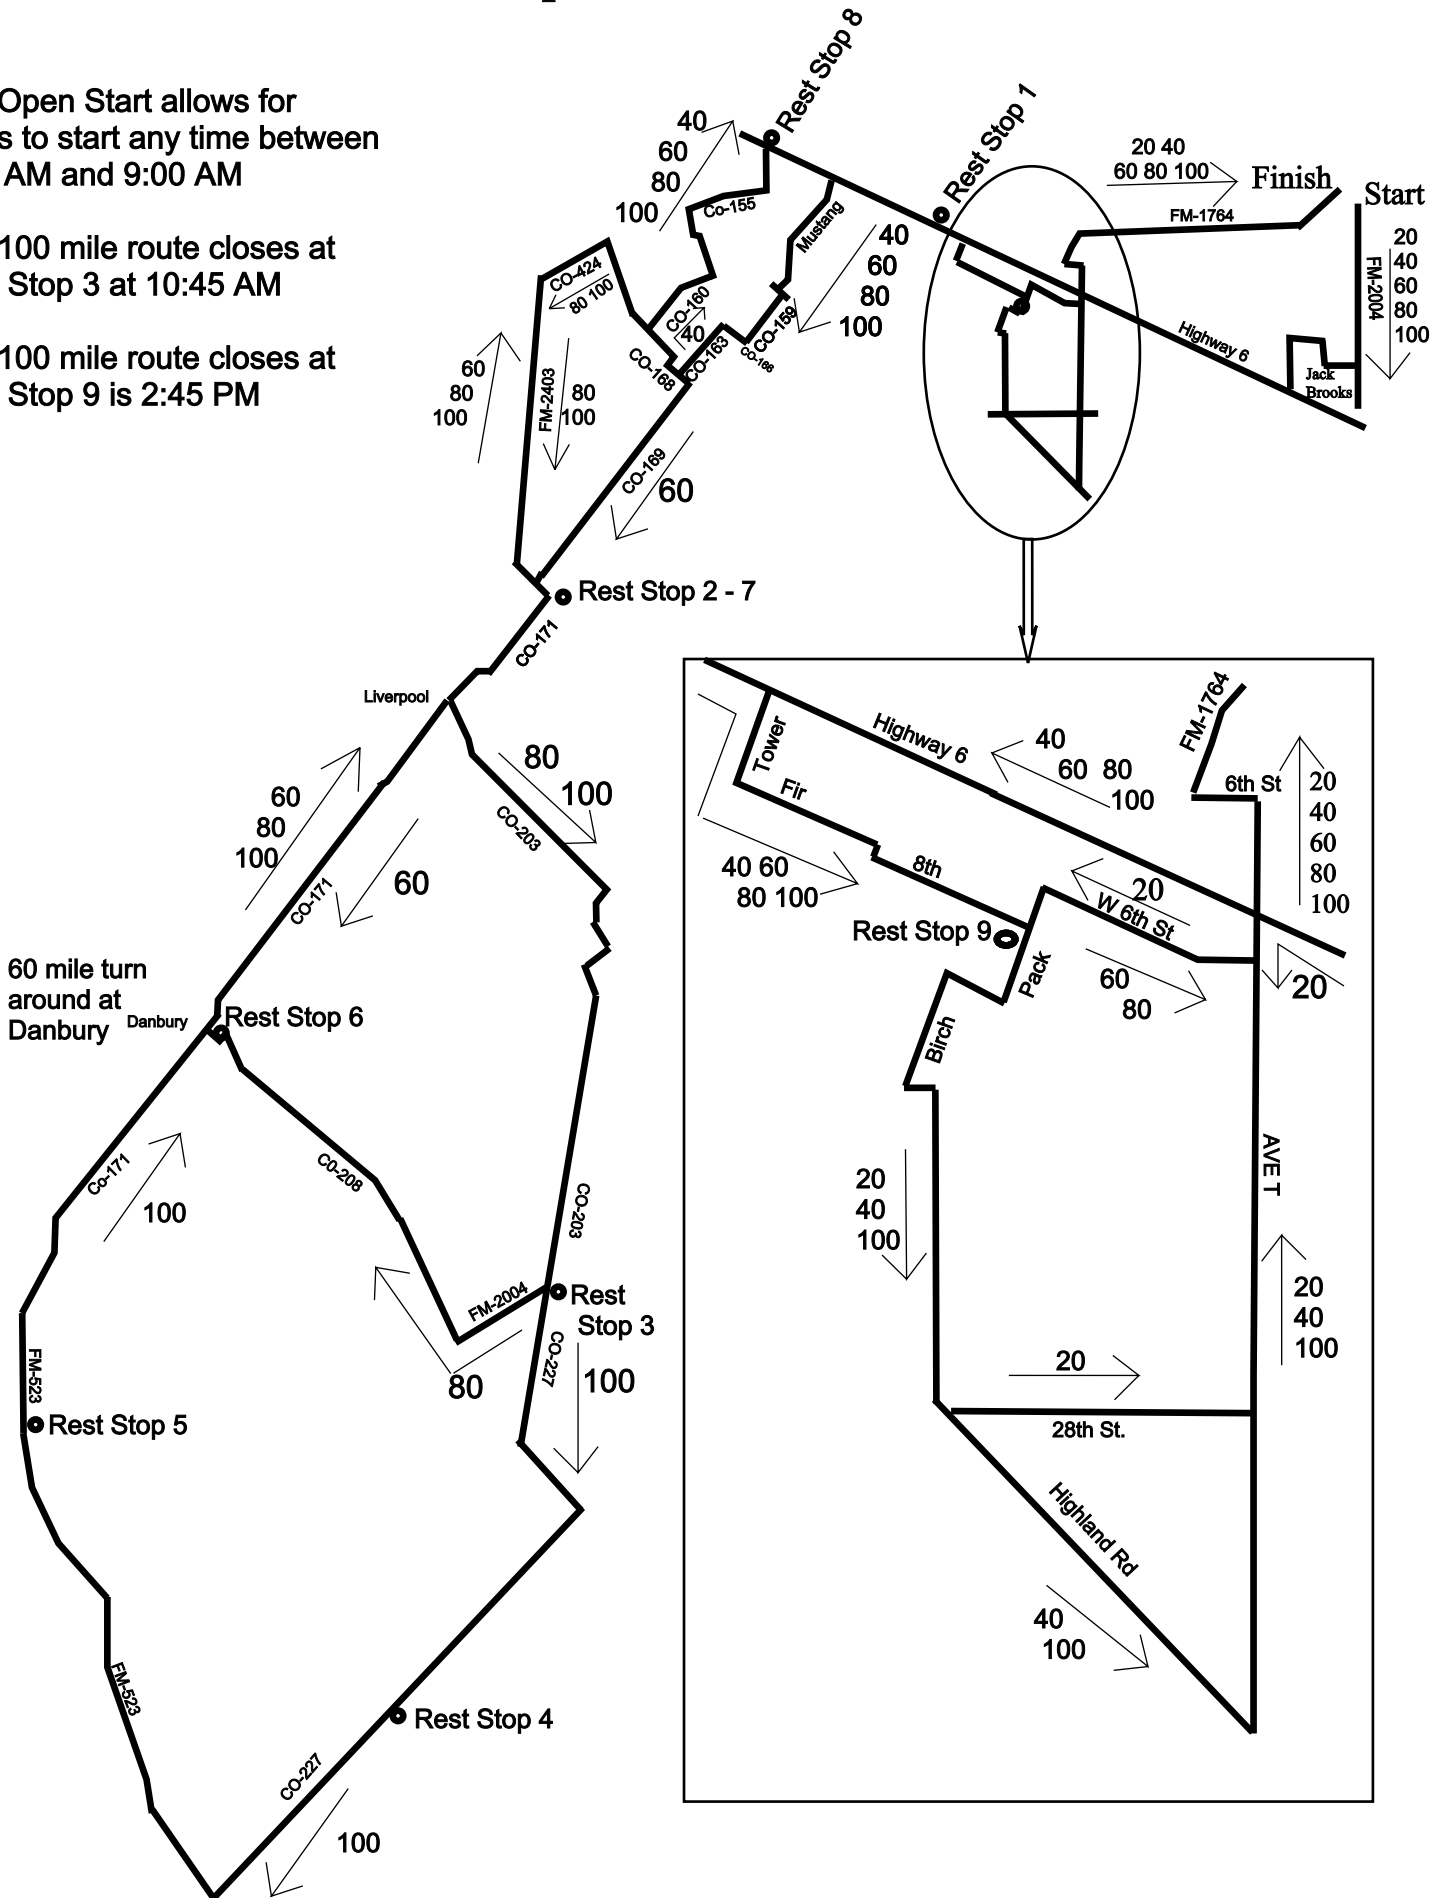 Open Start allows for
s to start any time between
AM and 9:00 AM
100 mile route closes at
Stop 3 at 10:45 AM
100 mile route closes at
Stop 9 is 2:45 PM
Rest Stop 8
Rest Stop 1
40
60
80
100
Co-155
Mustang
40
60
80
100
20 40
60 80 100
Finish
FM-1764
Start
20
40
60
80
100
FM-2004
Jack
Brooks
Highway 6
CO-424
80 100
CO-160
40
CO-159
CO-166
CO-163
CO-168
60
80
100
FM-2403
80
100
CO-169
60
Rest Stop 2 - 7
CO-171
Liverpool
80
100
CO-203
60
80
100
CO-171
60
60 mile turn
around at
Danbury
Danbury
Rest Stop 6
Co-171
100
C0-208
CO-203
FM-2004
Rest
Stop 3
CO-227
80
100
FM-523
Rest Stop 5
FM-523
Rest Stop 4
CO-227
100
FM-1764
Highway 6
Tower
Fir
40
60 80
100
6th St
20
40
60
80
100
40 60
80 100
8th
20
W 6th St
Rest Stop 9
Pack
60
80
20
Birch
AVE T
20
40
100
20
40
100
20
28th St.
Highland Rd
40
100